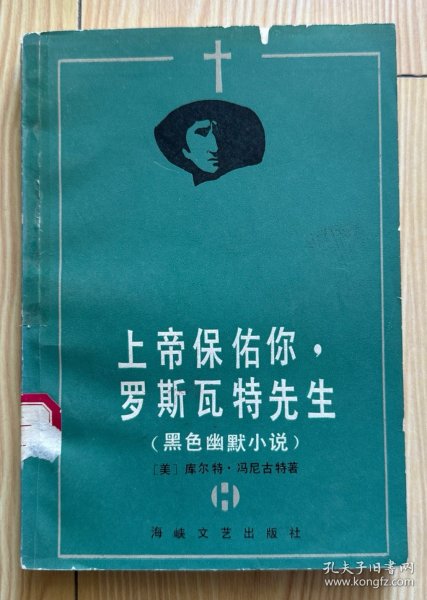 上帝保佑你，
罗斯瓦特先生
（黑色幽默小说）
［美］库尔特·冯尼古特著
海峡文艺出版社
孔夫子旧书网
www.kongfz.com